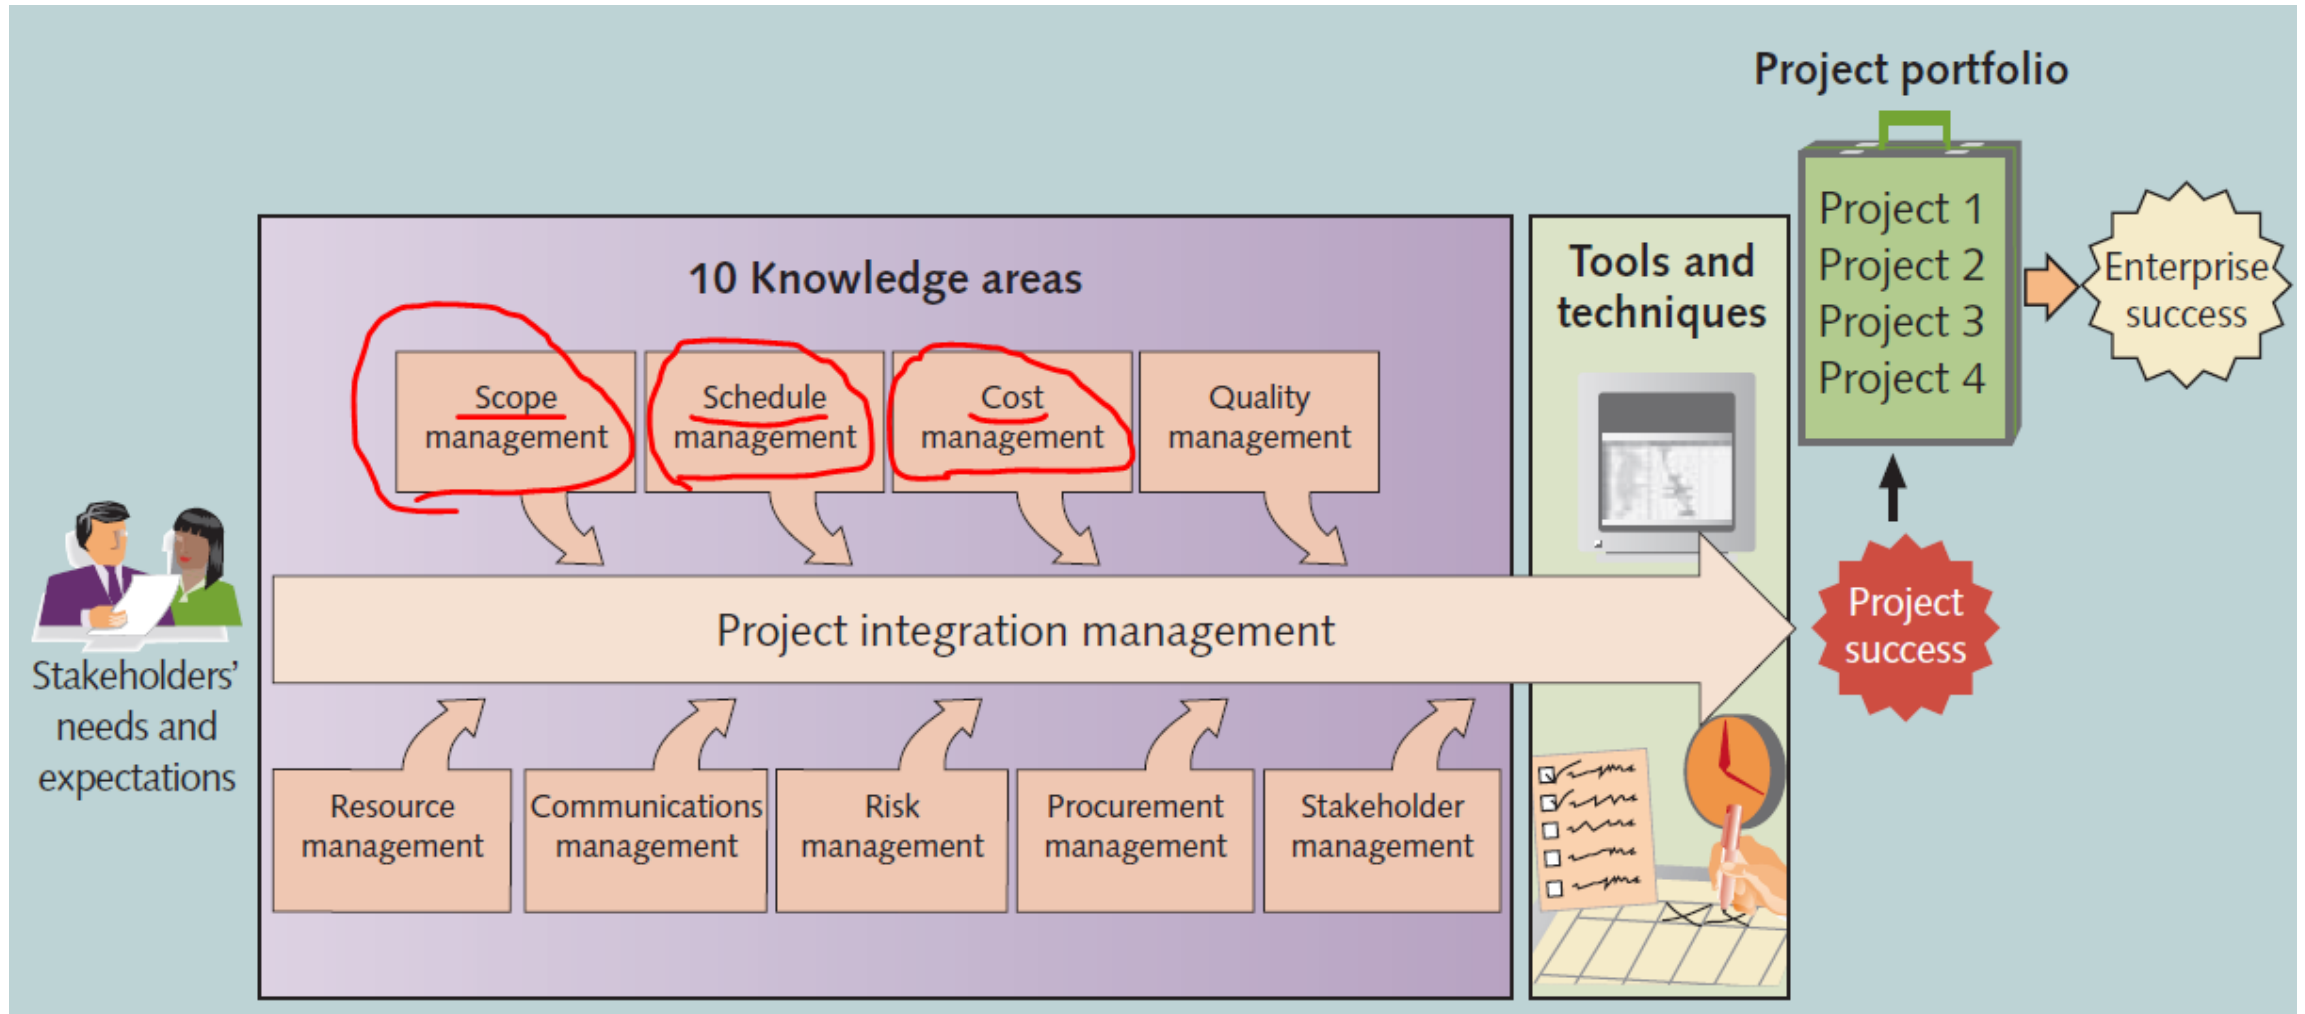 Project portfolio
Project 1
Project 2
Project 3
Project 4
Enterprise
success
10 Knowledge areas
Tools and
techniques
Scope
management
Schedule
management
Cost
management
Quality
management
Stakeholders'
needs and
expectations
Project integration management
Project
success
Resource
management
Communications
management
Risk
management
Procurement
management
Stakeholder
management